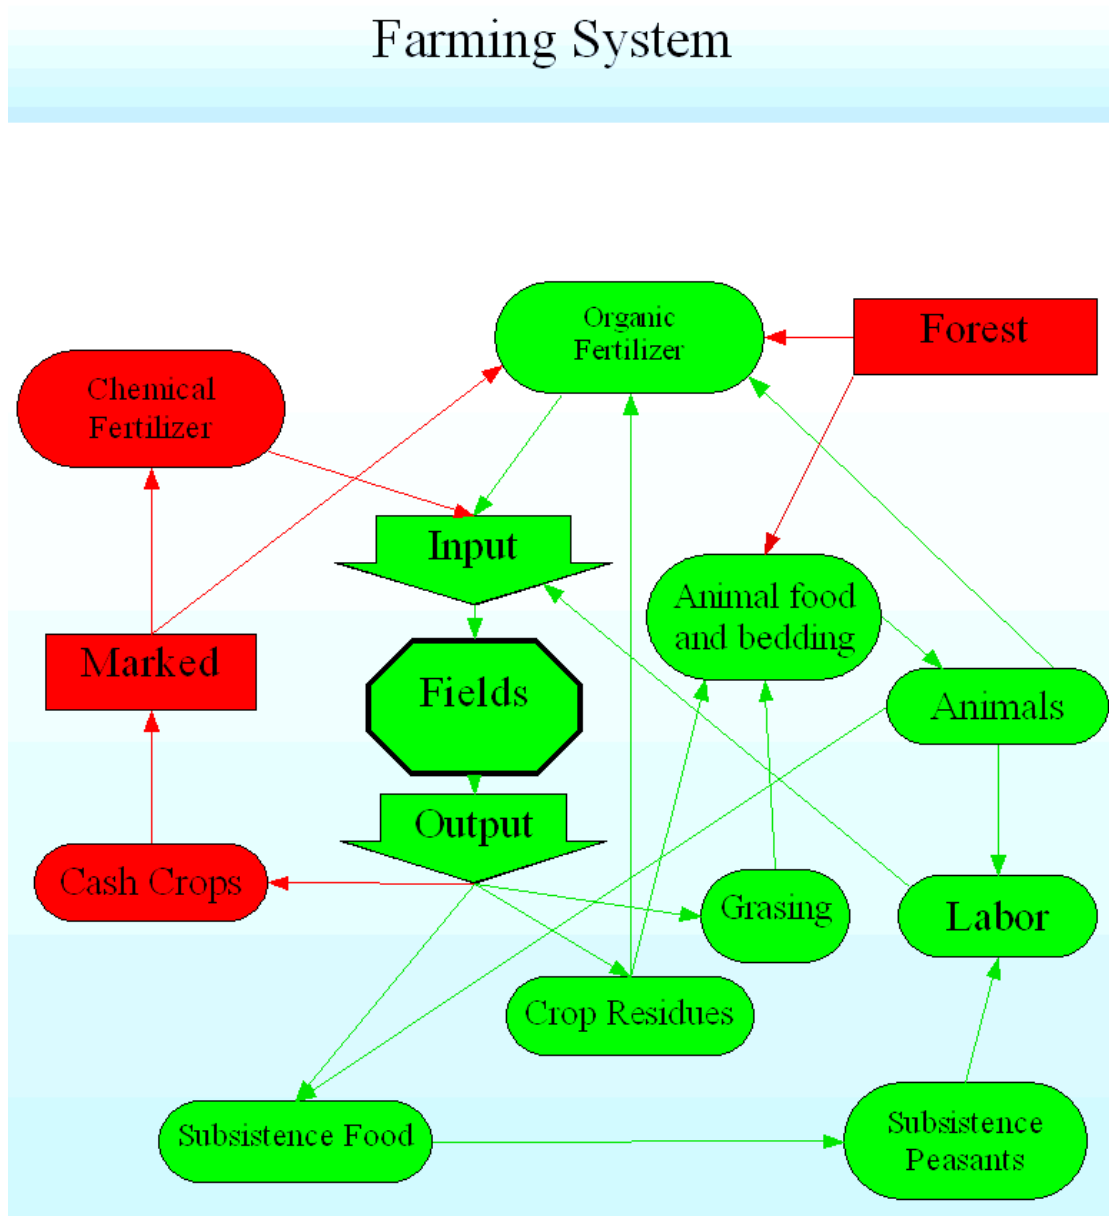 Farming System
Organic
Fertilizer
Forest
Chemical
Fertilizer
Input
Animal food
and bedding
Marked
Fields
Animals
Output
Cash Crops
Grasing
Labor
Crop Residues
Subsistence Food
Subsistence
Peasants